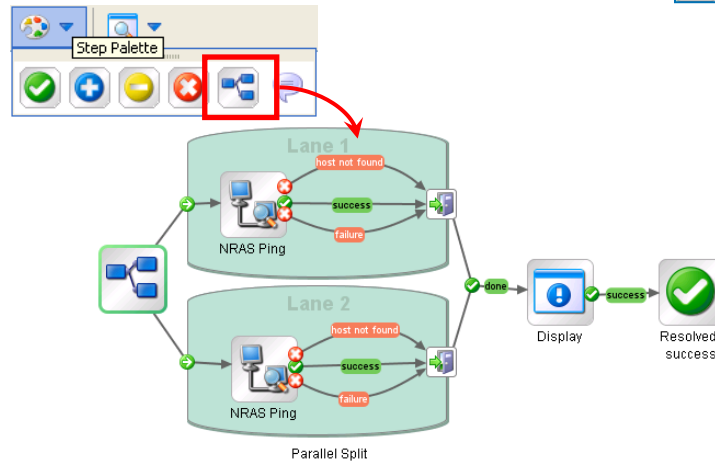 Step Palette
Lane 1
host not found
success
failure
NRAS Ping
Lane 2
host not found
success
failure
NRAS Ping
Parallel Split
done
success
Display
Resolved
success